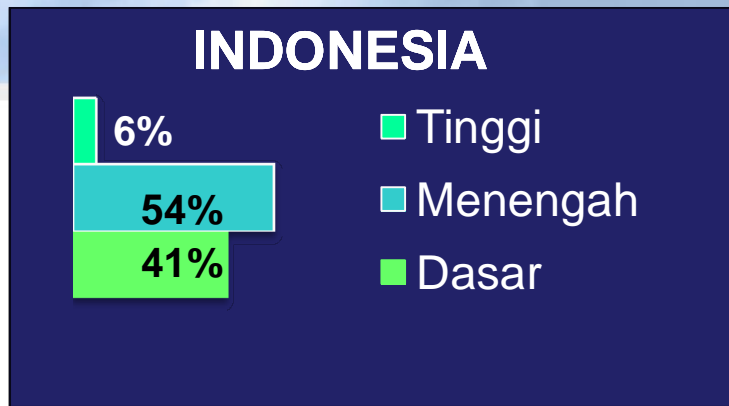 INDONESIA
6%
54%
41%
Tinggi
Menengah
Dasar